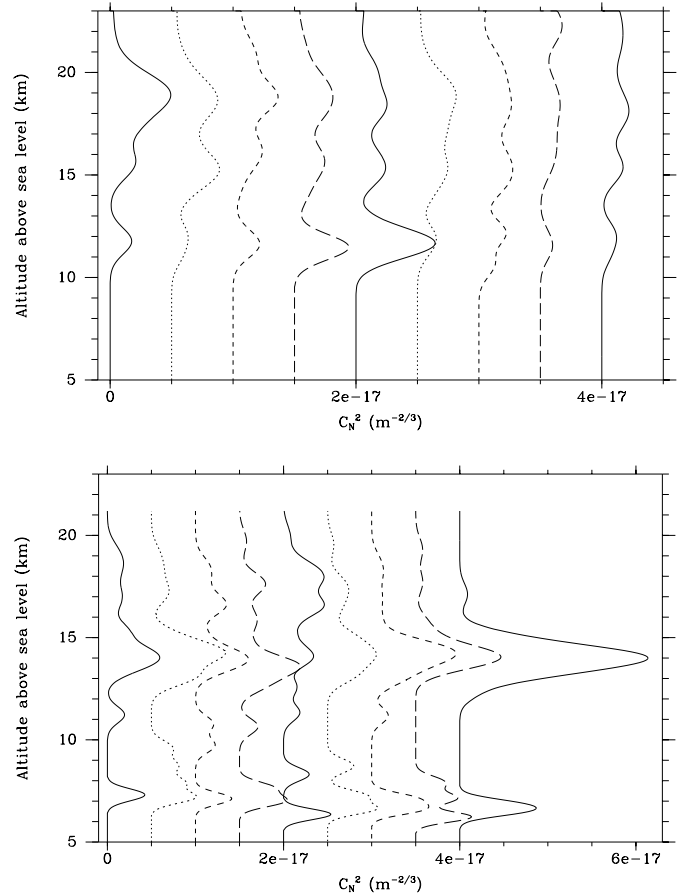 Altitude above sea level (km)
20
15
10
5
0
2e-17
4e-17
C_N^2 (m^-2/3)
Altitude above sea level (km)
20
15
10
5
0
2e-17
4e-17
6e-17
C_N^2 (m^-2/3)